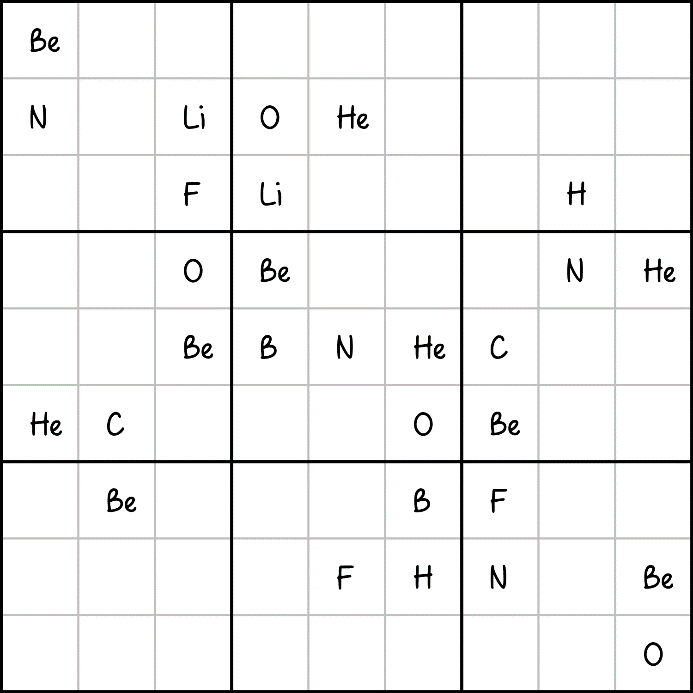 Be
N Li O He
F Li H
O Be N He
Be B N He C
He C O Be
Be B F
F H N Be
O